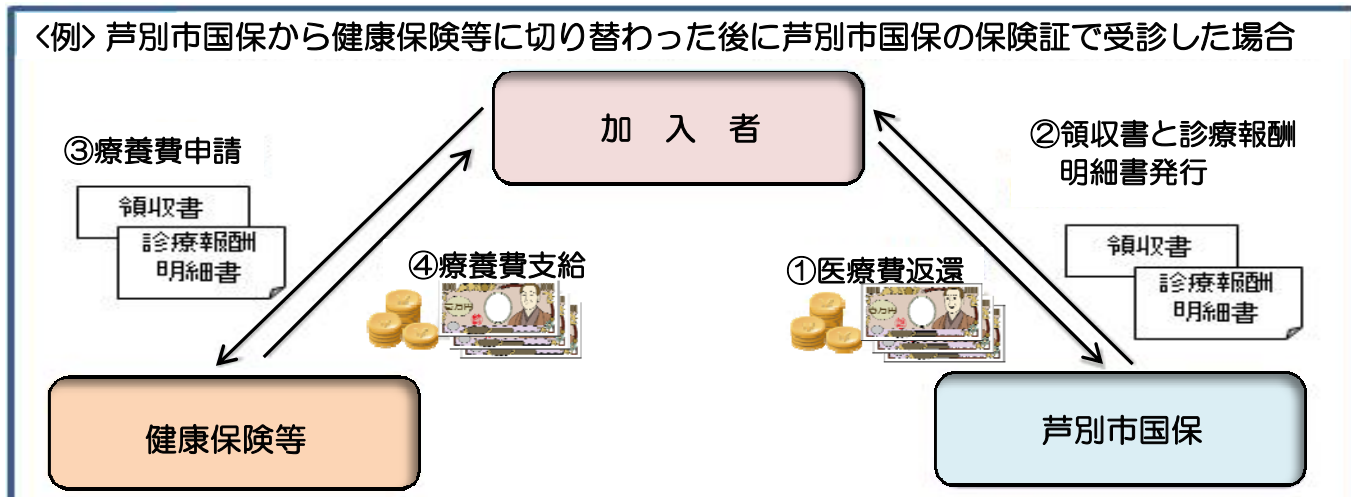 <例> 芦別市国保から健康保険等に切り替わった後に芦別市国保の保険証で受診した場合
加 入 者
③療養費申請
領収書
診療報酬
明細書
②領収書と診療報酬
明細書発行
領収書
診療報酬
明細書
④療養費支給
①医療費返還
健康保険等
芦別市国保